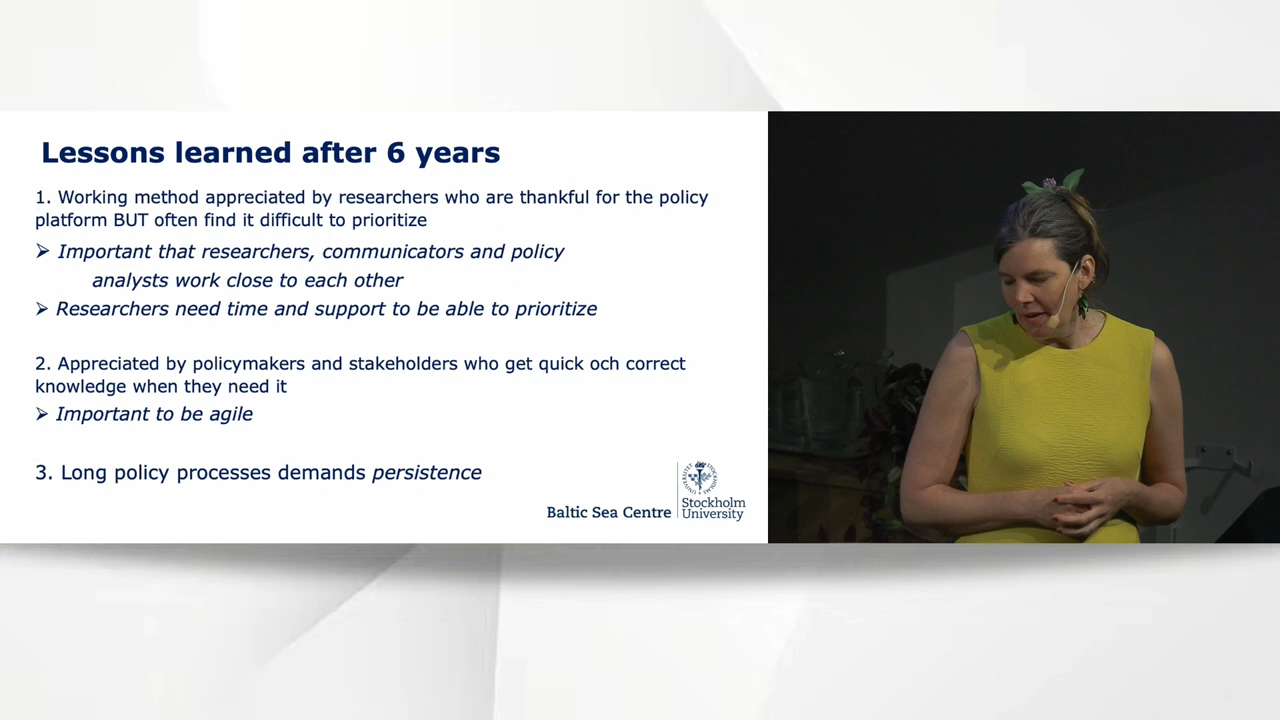 Lessons learned after 6 years
1. Working method appreciated by researchers who are thankful for the policy
platform BUT often find it difficult to prioritize
➢ Important that researchers, communicators and policy
analysts work close to each other
➢ Researchers need time and support to be able to prioritize
2. Appreciated by policymakers and stakeholders who get quick och correct
knowledge when they need it
➢ Important to be agile
3. Long policy processes demands persistence
Baltic Sea Centre
Stockholm
University